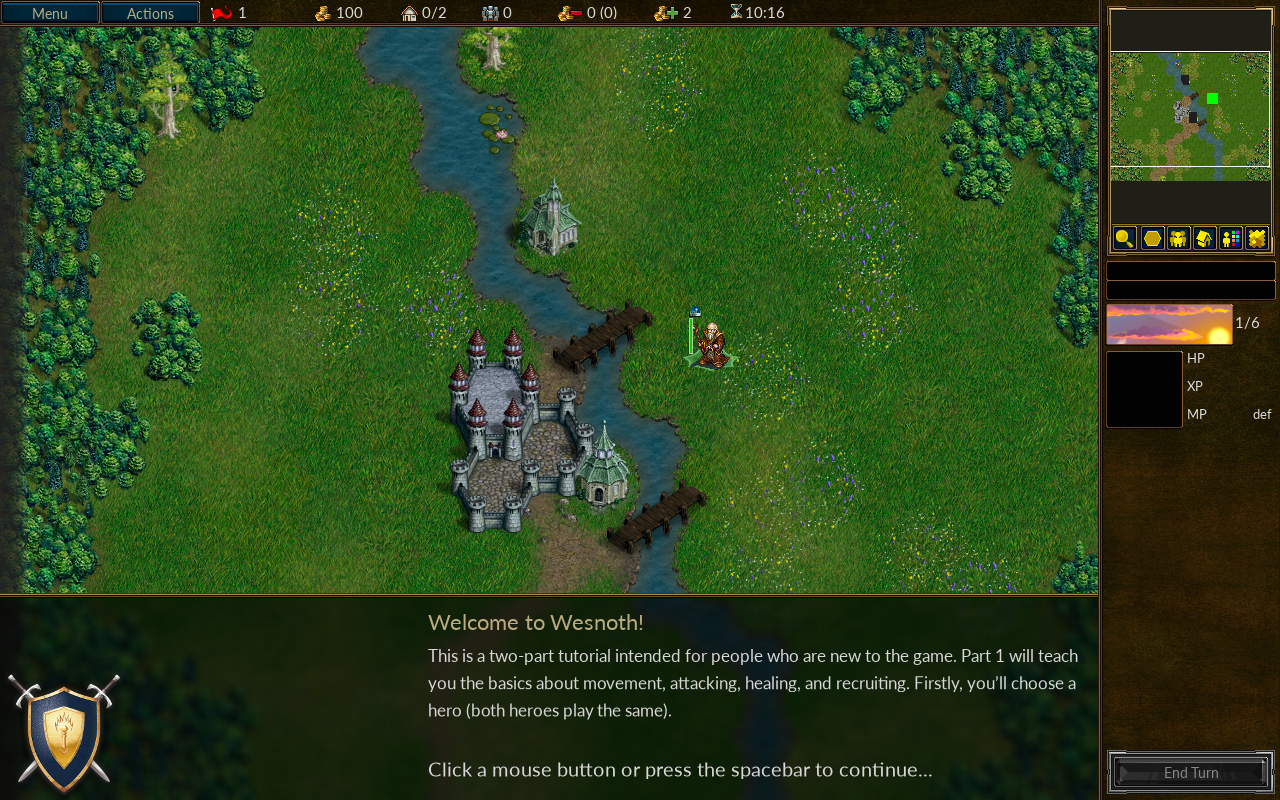 Menu Actions 1 100 0/2 0 0 (0) 2 10:16
1/6
HP
XP
MP def
Welcome to Wesnoth!
This is a two-part tutorial intended for people who are new to the game. Part 1 will teach
you the basics about movement, attacking, healing, and recruiting. Firstly, you’ll choose a
hero (both heroes play the same).
Click a mouse button or press the spacebar to continue...
End Turn